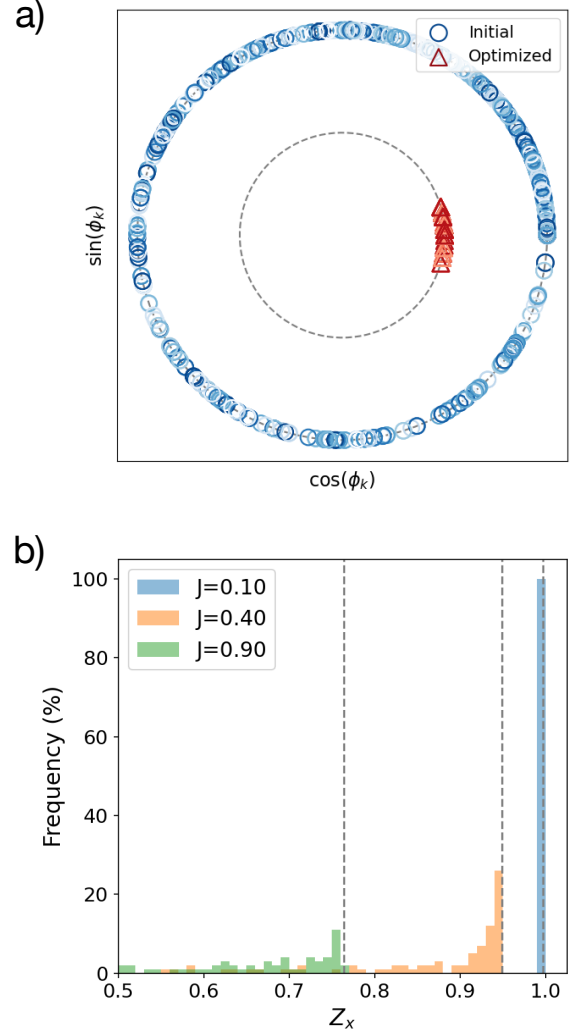 a)
Initial
Optimized
sin(ϕₖ)
cos(ϕₖ)
b)
J=0.10
J=0.40
J=0.90
Frequency (%)
100
80
60
40
20
0
0.5 0.6 0.7 0.8 0.9 1.0
Zₓ